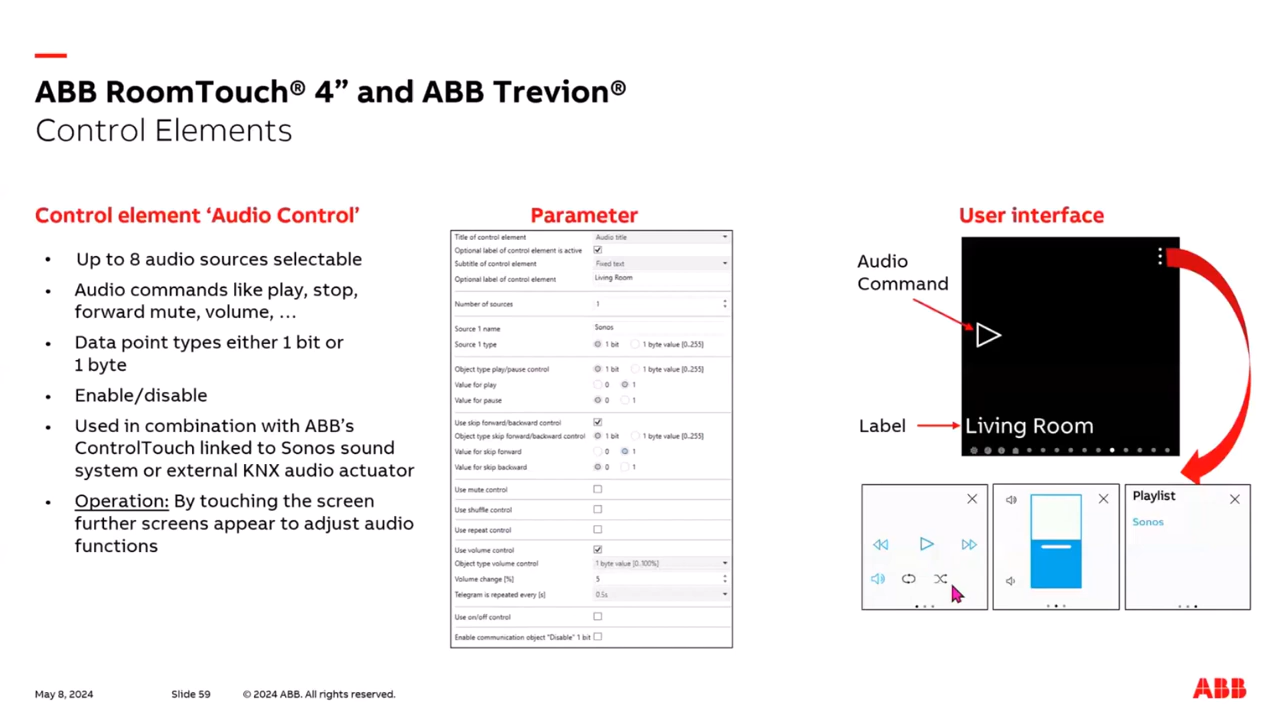 ABB RoomTouch® 4” and ABB Trevion®
Control Elements
Control element ‘Audio Control’
• Up to 8 audio sources selectable
• Audio commands like play, stop,
forward mute, volume, …
• Data point types either 1 bit or
1 byte
• Enable/disable
• Used in combination with ABB’s
ControlTouch linked to Sonos sound
system or external KNX audio actuator
• Operation: By touching the screen
further screens appear to adjust audio
functions
Parameter
Title of control element Audio title
Optional label of control element is active
Subtitle of control element Fixed text
Optional label of control element Living Room
Number of sources 1
Source 1 name Sonos
Source 1 type 1 bit 1 byte value [0..255]
Object type play/pause control 1 bit 1 byte value [0..255]
Value for play 0 1
Value for pause 0 1
Use skip forward/backward control
Object type skip forward/backward control 1 bit 1 byte value [0..255]
Value for skip forward 0 1
Value for skip backward 0 1
Use mute control
Use shuffle control
Use repeat control
Use volume control
Object type volume control 1 byte value [0..100%]
Volume change [%] 5
Telegram is repeated every [s] 0.5s
Use on/off control
Enable communication object "Disable" 1 bit
User interface
Audio
Command
Label
Living Room
Playlist
Sonos
May 8, 2024
Slide 59
© 2024 ABB. All rights reserved.
ABB